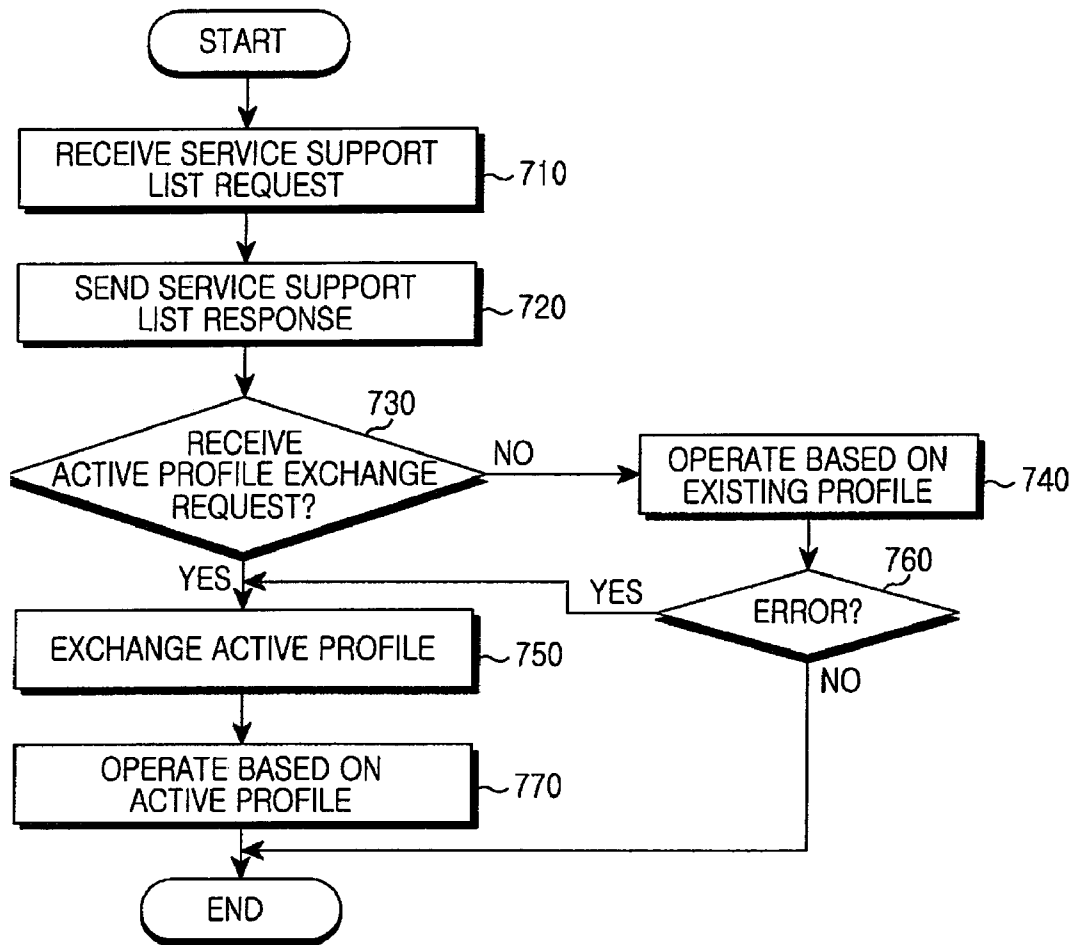 START
RECEIVE SERVICE SUPPORT
LIST REQUEST
710
SEND SERVICE SUPPORT
LIST RESPONSE
720
730
RECEIVE
ACTIVE PROFILE EXCHANGE
REQUEST?
NO
OPERATE BASED ON
EXISTING PROFILE
740
YES
YES
760
ERROR?
NO
EXCHANGE ACTIVE PROFILE
750
OPERATE BASED ON
ACTIVE PROFILE
770
END